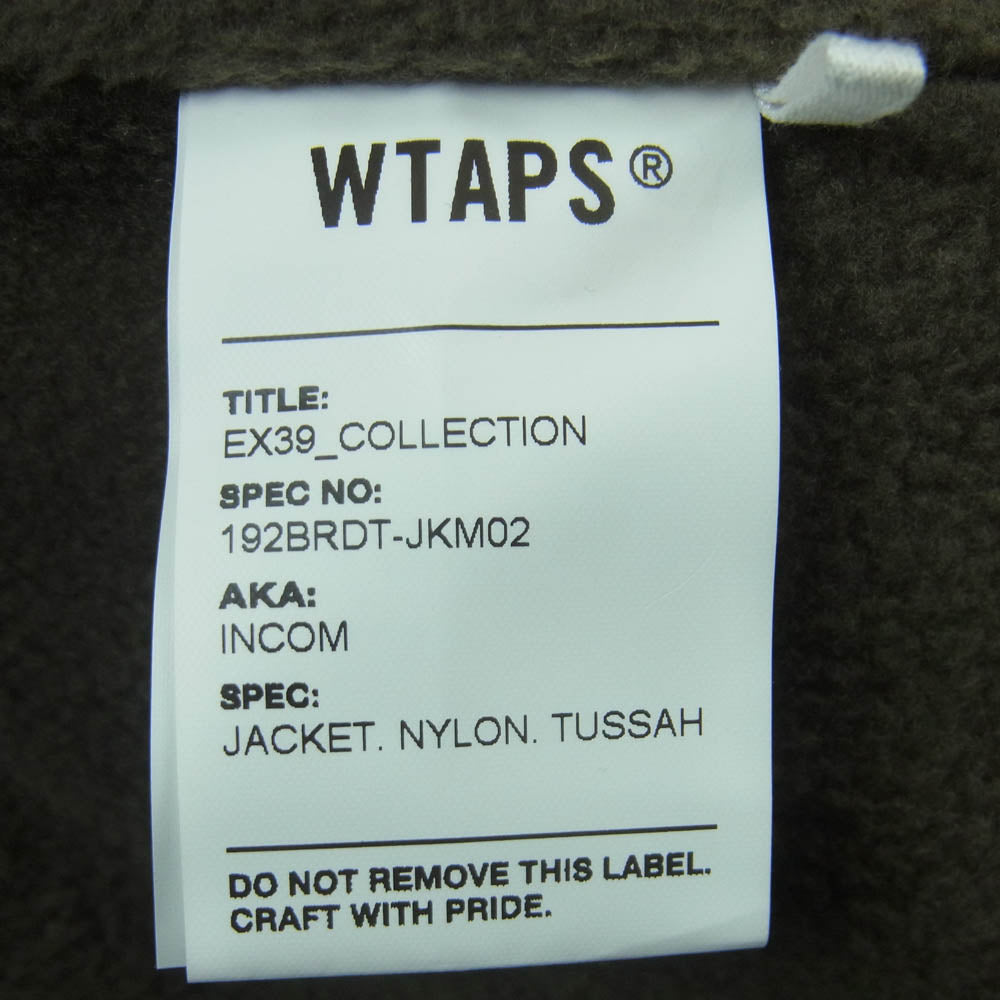 WTAPS®
TITLE:
EX39_COLLECTION
SPEC NO:
192BRDT-JKM02
AKA:
INCOM
SPEC:
JACKET. NYLON. TUSSAH
DO NOT REMOVE THIS LABEL.
CRAFT WITH PRIDE.